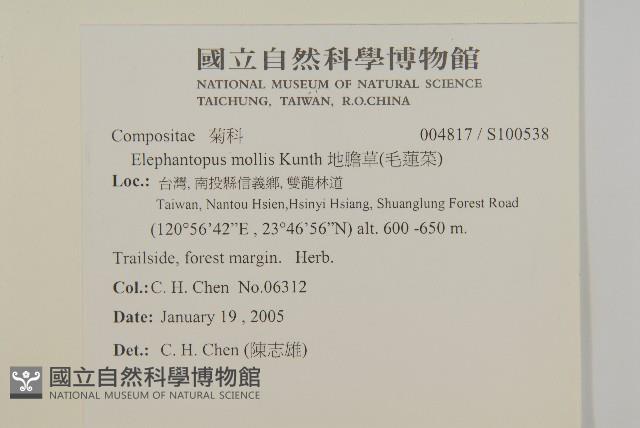 國立自然科學博物館
NATIONAL MUSEUM OF NATURAL SCIENCE
TAICHUNG, TAIWAN, R.O.CHINA
Compositae 菊科 004817 / S100538
Elephantopus mollis Kunth 地膽草(毛蓮菜)
Loc.: 台灣, 南投縣信義鄉, 雙龍林道
Taiwan, Nantou Hsien,Hsinyi Hsiang, Shuanglung Forest Road
(120°56'42”E , 23°46'56”N) alt. 600 -650 m.
Trailside, forest margin. Herb.
Col.: C. H. Chen No.06312
Date: January 19 , 2005
Det.: C. H. Chen (陳志雄)
國立自然科學博物館
NATIONAL MUSEUM OF NATURAL SCIENCE